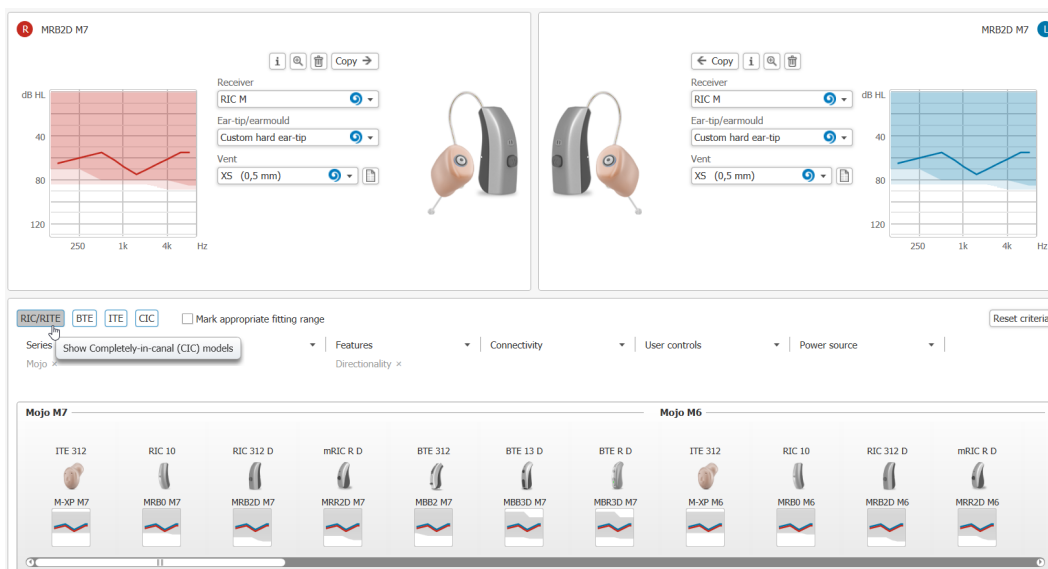 R MRB2D M7
i Copy →
Receiver
RIC M
Ear-tip/earmould
Custom hard ear-tip
Vent
XS (0,5 mm)
dB HL
40
80
120
250 1k 4k Hz
MRB2D M7
← Copy i
Receiver
RIC M
Ear-tip/earmould
Custom hard ear-tip
Vent
XS (0,5 mm)
dB HL
40
80
120
250 1k 4k Hz
RIC/RITE BTE ITE CIC Mark appropriate fitting range Reset criteria
Series Features Connectivity User controls Power source
Show Completely-in-canal (CIC) models
Mojo × Directionality ×
Mojo M7 Mojo M6
ITE 312 RIC 10 RIC 312 D mRIC R D BTE 312 BTE 13 D BTE R D ITE 312 RIC 10 RIC 312 D mRIC R D
M-XP M7 MRB0 M7 MRB2D M7 MRR2D M7 MBB2 M7 MBB3D M7 MBR3D M7 M-XP M6 MRB0 M6 MRB2D M6 MRR2D M6